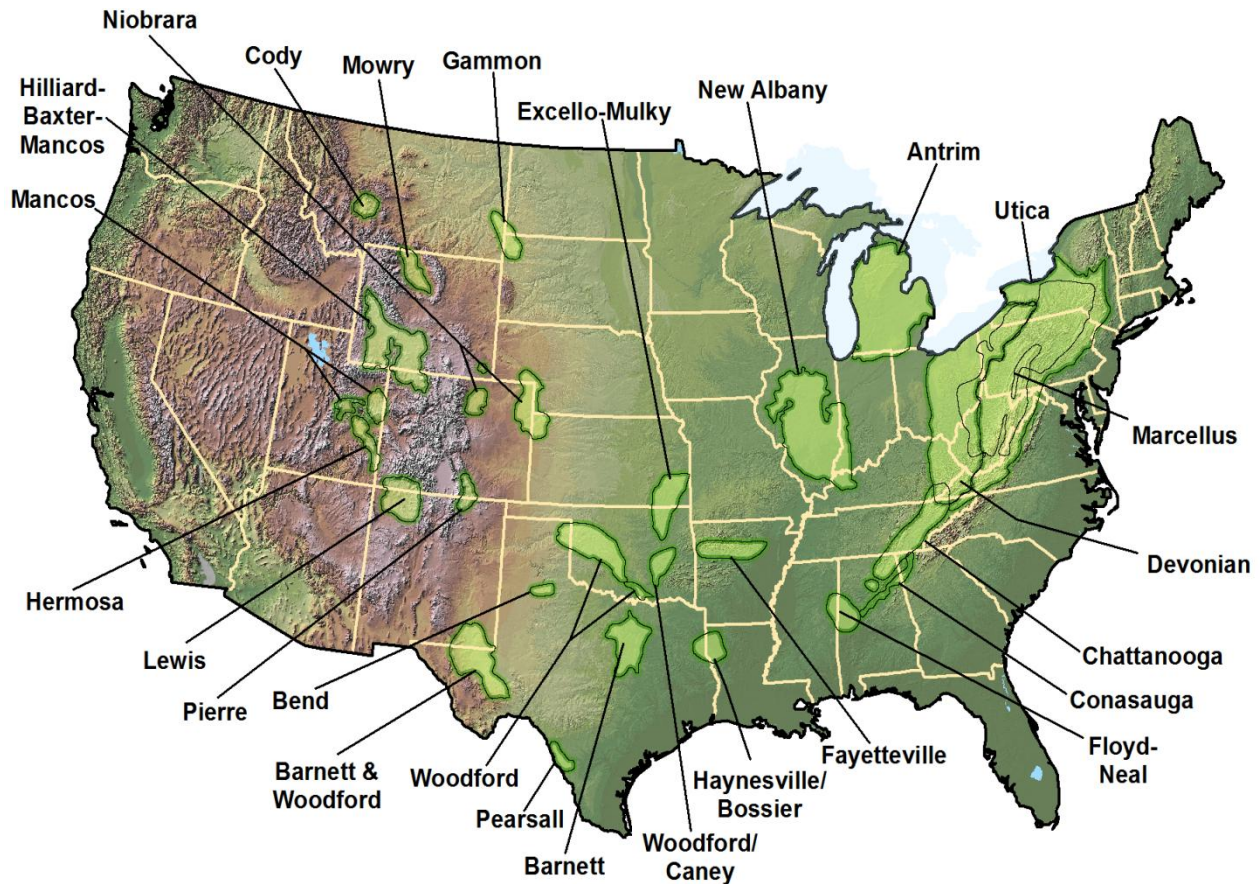 Niobrara
Cody
Mowry
Gammon
Hilliard-
Baxter-
Mancos
Excello-Mulky
New Albany
Antrim
Mancos
Utica
Marcellus
Devonian
Hermosa
Lewis
Pierre
Bend
Chattanooga
Conasauga
Barnett &
Woodford
Woodford
Pearsall
Barnett
Woodford/
Caney
Haynesville/
Bossier
Fayetteville
Floyd-
Neal